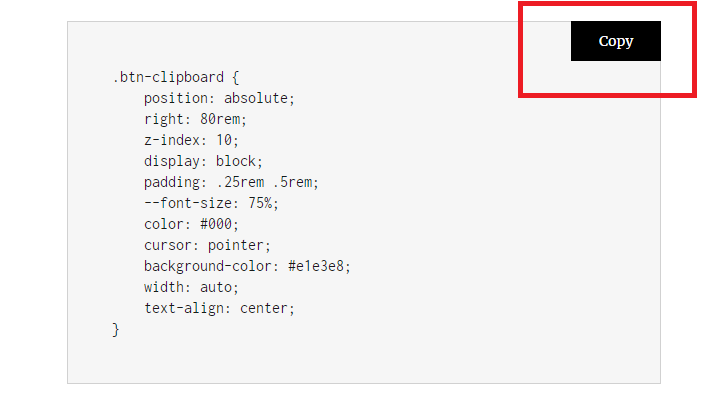 Copy
.btn-clipboard {
    position: absolute;
    right: 80rem;
    z-index: 10;
    display: block;
    padding: .25rem .5rem;
    --font-size: 75%;
    color: #000;
    cursor: pointer;
    background-color: #e1e3e8;
    width: auto;
    text-align: center;
}